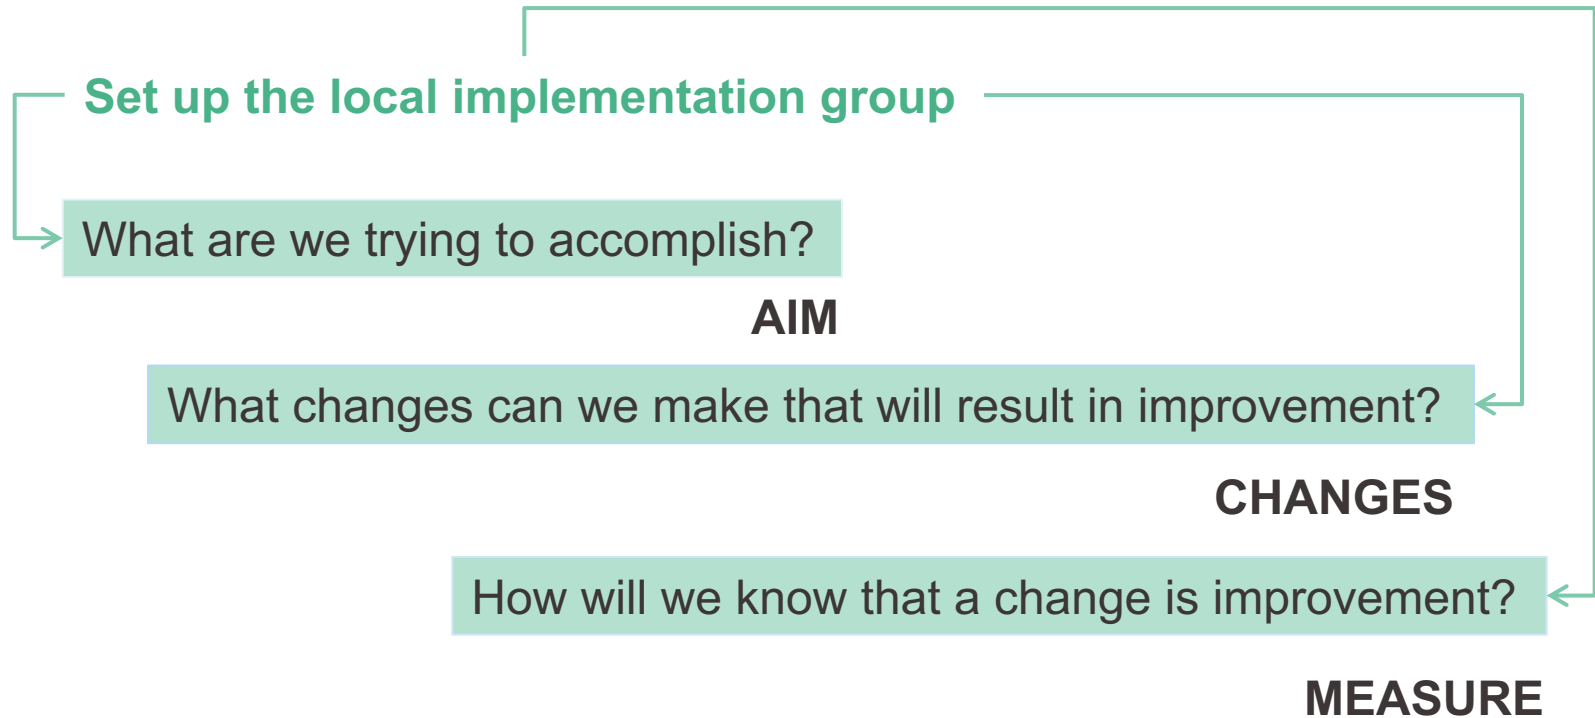 Set up the local implementation group
What are we trying to accomplish?
AIM
What changes can we make that will result in improvement?
CHANGES
How will we know that a change is improvement?
MEASURE